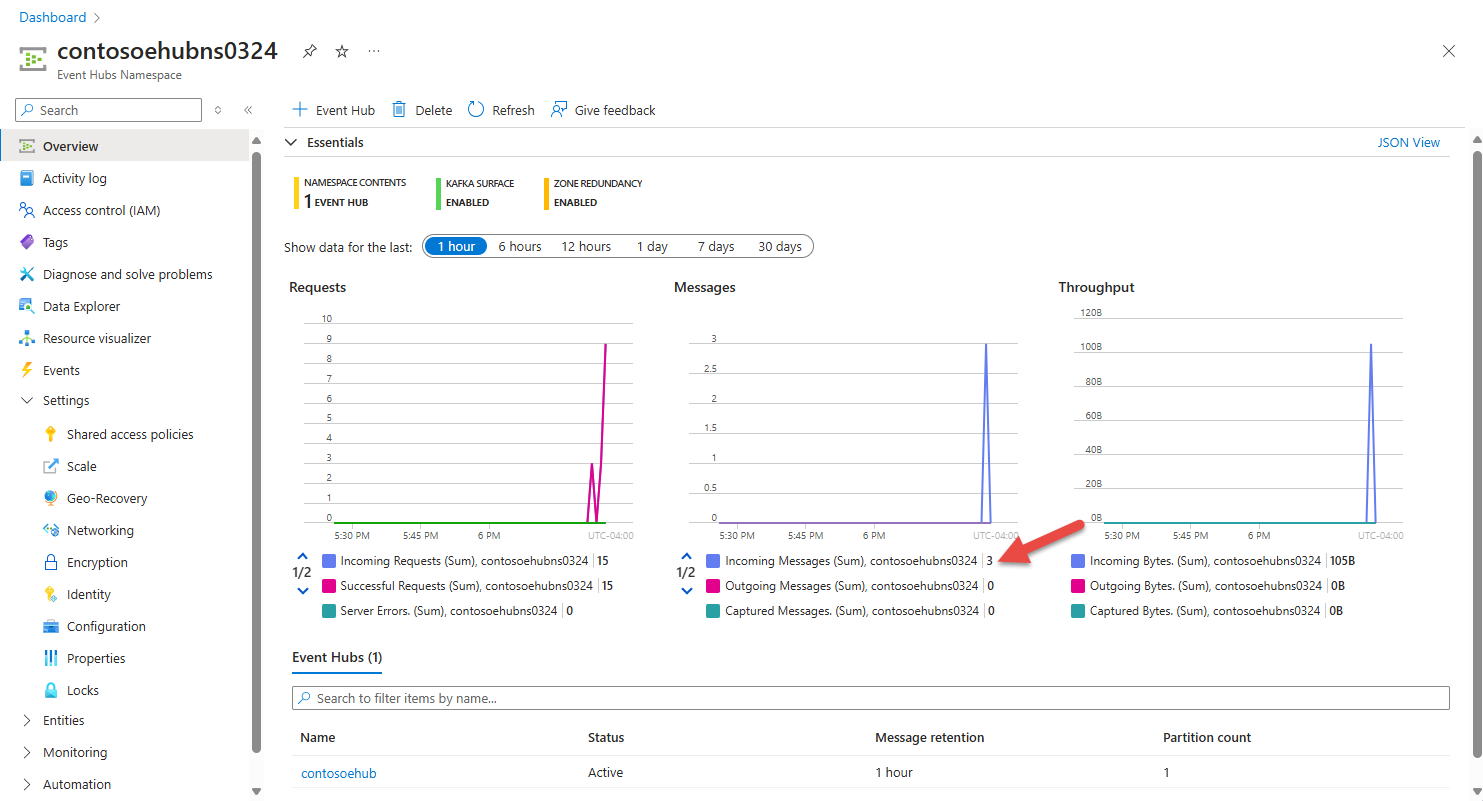 Dashboard
contosoehubns0324
Event Hubs Namespace
Search
Overview
Activity log
Access control (IAM)
Tags
Diagnose and solve problems
Data Explorer
Resource visualizer
Events
Settings
Shared access policies
Scale
Geo-Recovery
Networking
Encryption
Identity
Configuration
Properties
Locks
Entities
Monitoring
Automation
Event Hub Delete Refresh Give feedback
Essentials JSON View
NAMESPACE CONTENTS
1 EVENT HUB
KAFKA SURFACE
ENABLED
ZONE REDUNDANCY
ENABLED
Show data for the last: 1 hour 6 hours 12 hours 1 day 7 days 30 days
Requests
10
9
8
7
6
5
4
3
2
1
0
5:30 PM 5:45 PM 6 PM UTC-04:00
1/2
Incoming Requests (Sum), contosoehubns0324 15
Successful Requests (Sum), contosoehubns0324 15
Server Errors. (Sum), contosoehubns0324 0
Messages
3
2.5
2
1.5
1
0.5
0
5:30 PM 5:45 PM 6 PM UTC-04:00
1/2
Incoming Messages (Sum), contosoehubns0324 3
Outgoing Messages (Sum), contosoehubns0324 0
Captured Messages. (Sum), contosoehubns0324 0
Throughput
120B
100B
80B
60B
40B
20B
0B
5:30 PM 5:45 PM 6 PM UTC-04:00
Incoming Bytes. (Sum), contosoehubns0324 105B
Outgoing Bytes. (Sum), contosoehubns0324 0B
Captured Bytes. (Sum), contosoehubns0324 0B
Event Hubs (1)
Search to filter items by name...
Name Status Message retention Partition count
contosoehub Active 1 hour 1